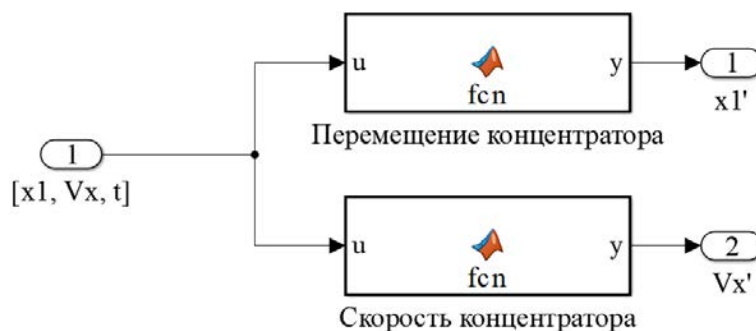 u
y
fcn
1
x1'
Перемещение концентратора
1
[x1, Vx, t]
u
y
fcn
2
Vx'
Скорость концентратора